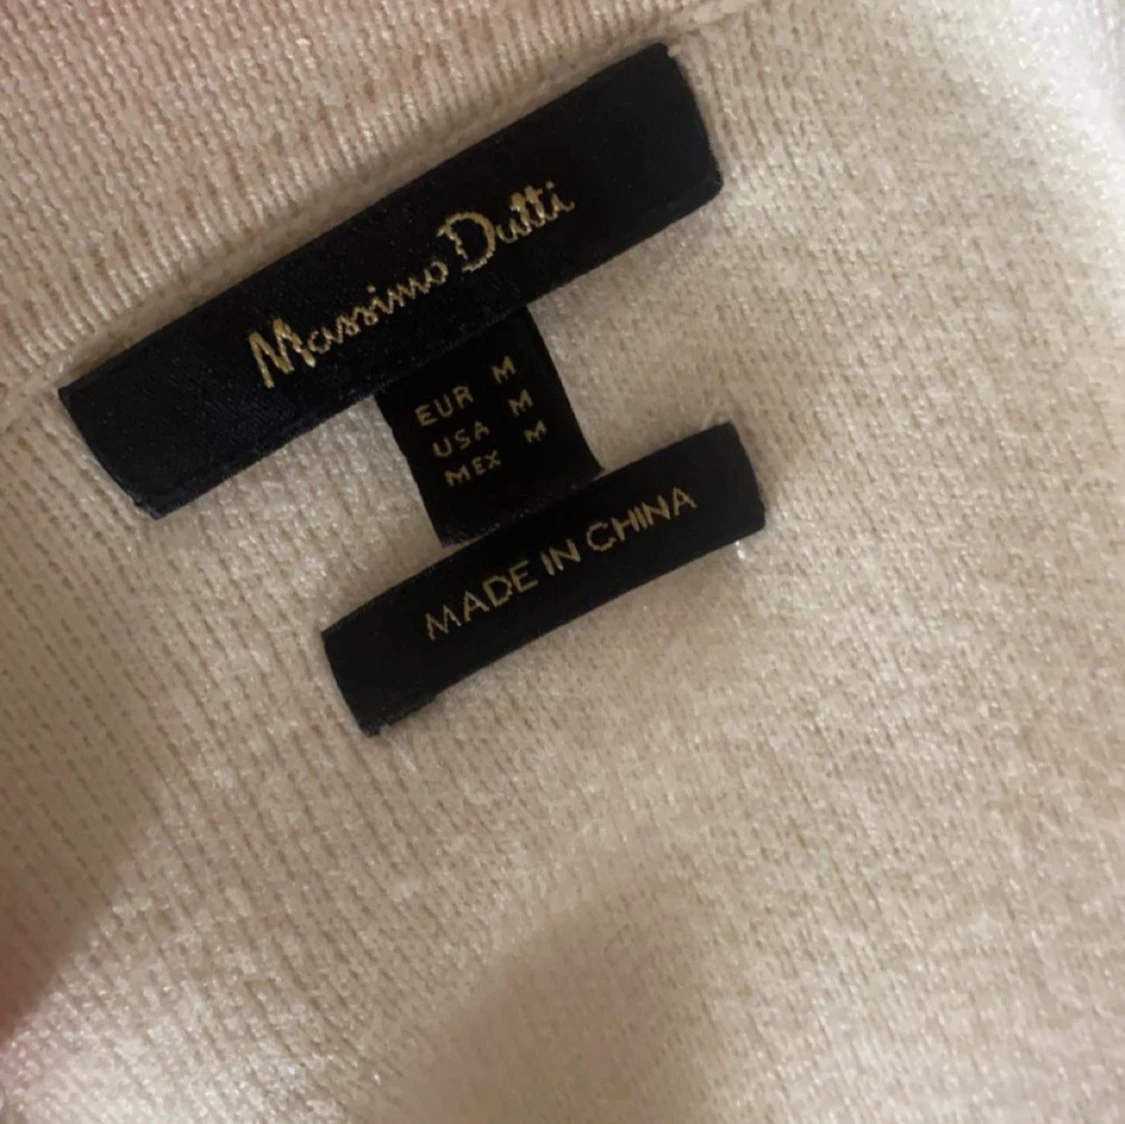 Massimo Dutti
EUR M
USA M
MEX M
MADE IN CHINA